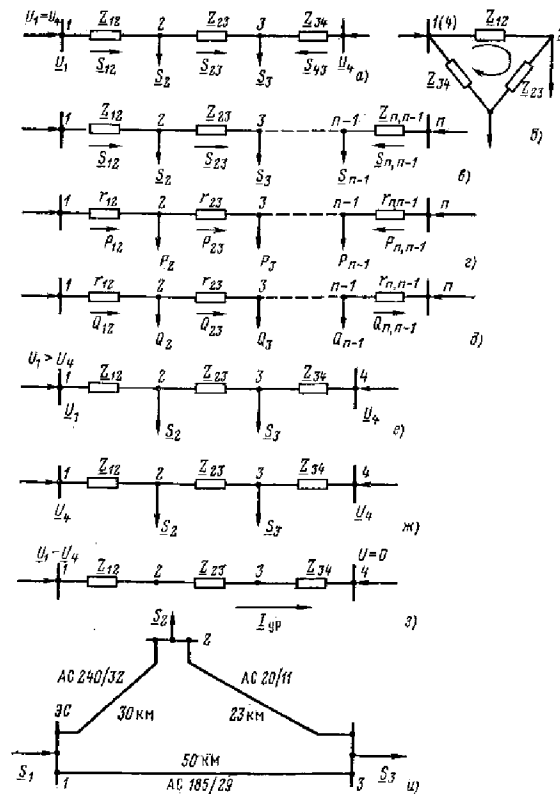 U1=U4 1 Z12 2 Z23 3 Z34
U1 S12 S2 S23 S3 S43 U4 а)
1(4) Z12 2
Z34 Z23
б)
1 Z12 2 Z23 3 n-1 Zn,n-1 n
S12 S2 S23 S3 Sn-1 Sn,n-1
в)
1 r12 2 r23 3 n-1 rn,n-1 n
P12 P2 P23 P3 Pn-1 Pn,n-1 г)
1 r12 2 r23 3 n-1 rn,n-1 n
Q12 Q2 Q23 Q3 Qn-1 Qn,n-1 д)
U1>U4
1 Z12 2 Z23 3 Z34 4
U1 S2 S3 U4 е)
1 Z12 2 Z23 3 Z34 4
U4 S2 S3 U4 ж)
U1-U4 U=0
1 Z12 2 Z23 3 Z34 4
Iур з)
S2 2
АС 240/32 АС 20/11
ЭС 30 км 23 км
50 км
S1 1 АС 185/29 3 S3 и)